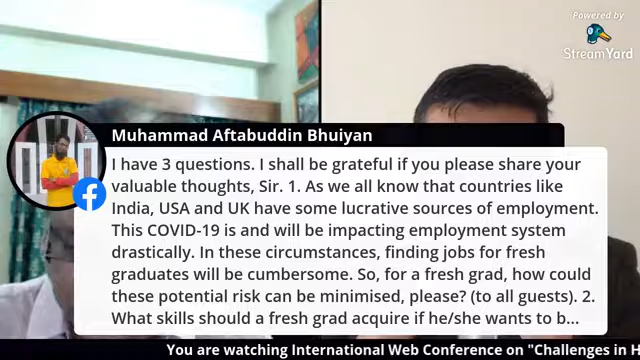 Powered by
StreamYard
Muhammad Aftabuddin Bhuiyan
I have 3 questions. I shall be grateful if you please share your
valuable thoughts, Sir. 1. As we all know that countries like
India, USA and UK have some lucrative sources of employment.
This COVID-19 is and will be impacting employment system
drastically. In these circumstances, finding jobs for fresh
graduates will be cumbersome. So, for a fresh grad, how could
these potential risk can be minimised, please? (to all guests). 2.
What skills should a fresh grad acquire if he/she wants to b...
You are watching International Web Conference on "Challenges in H